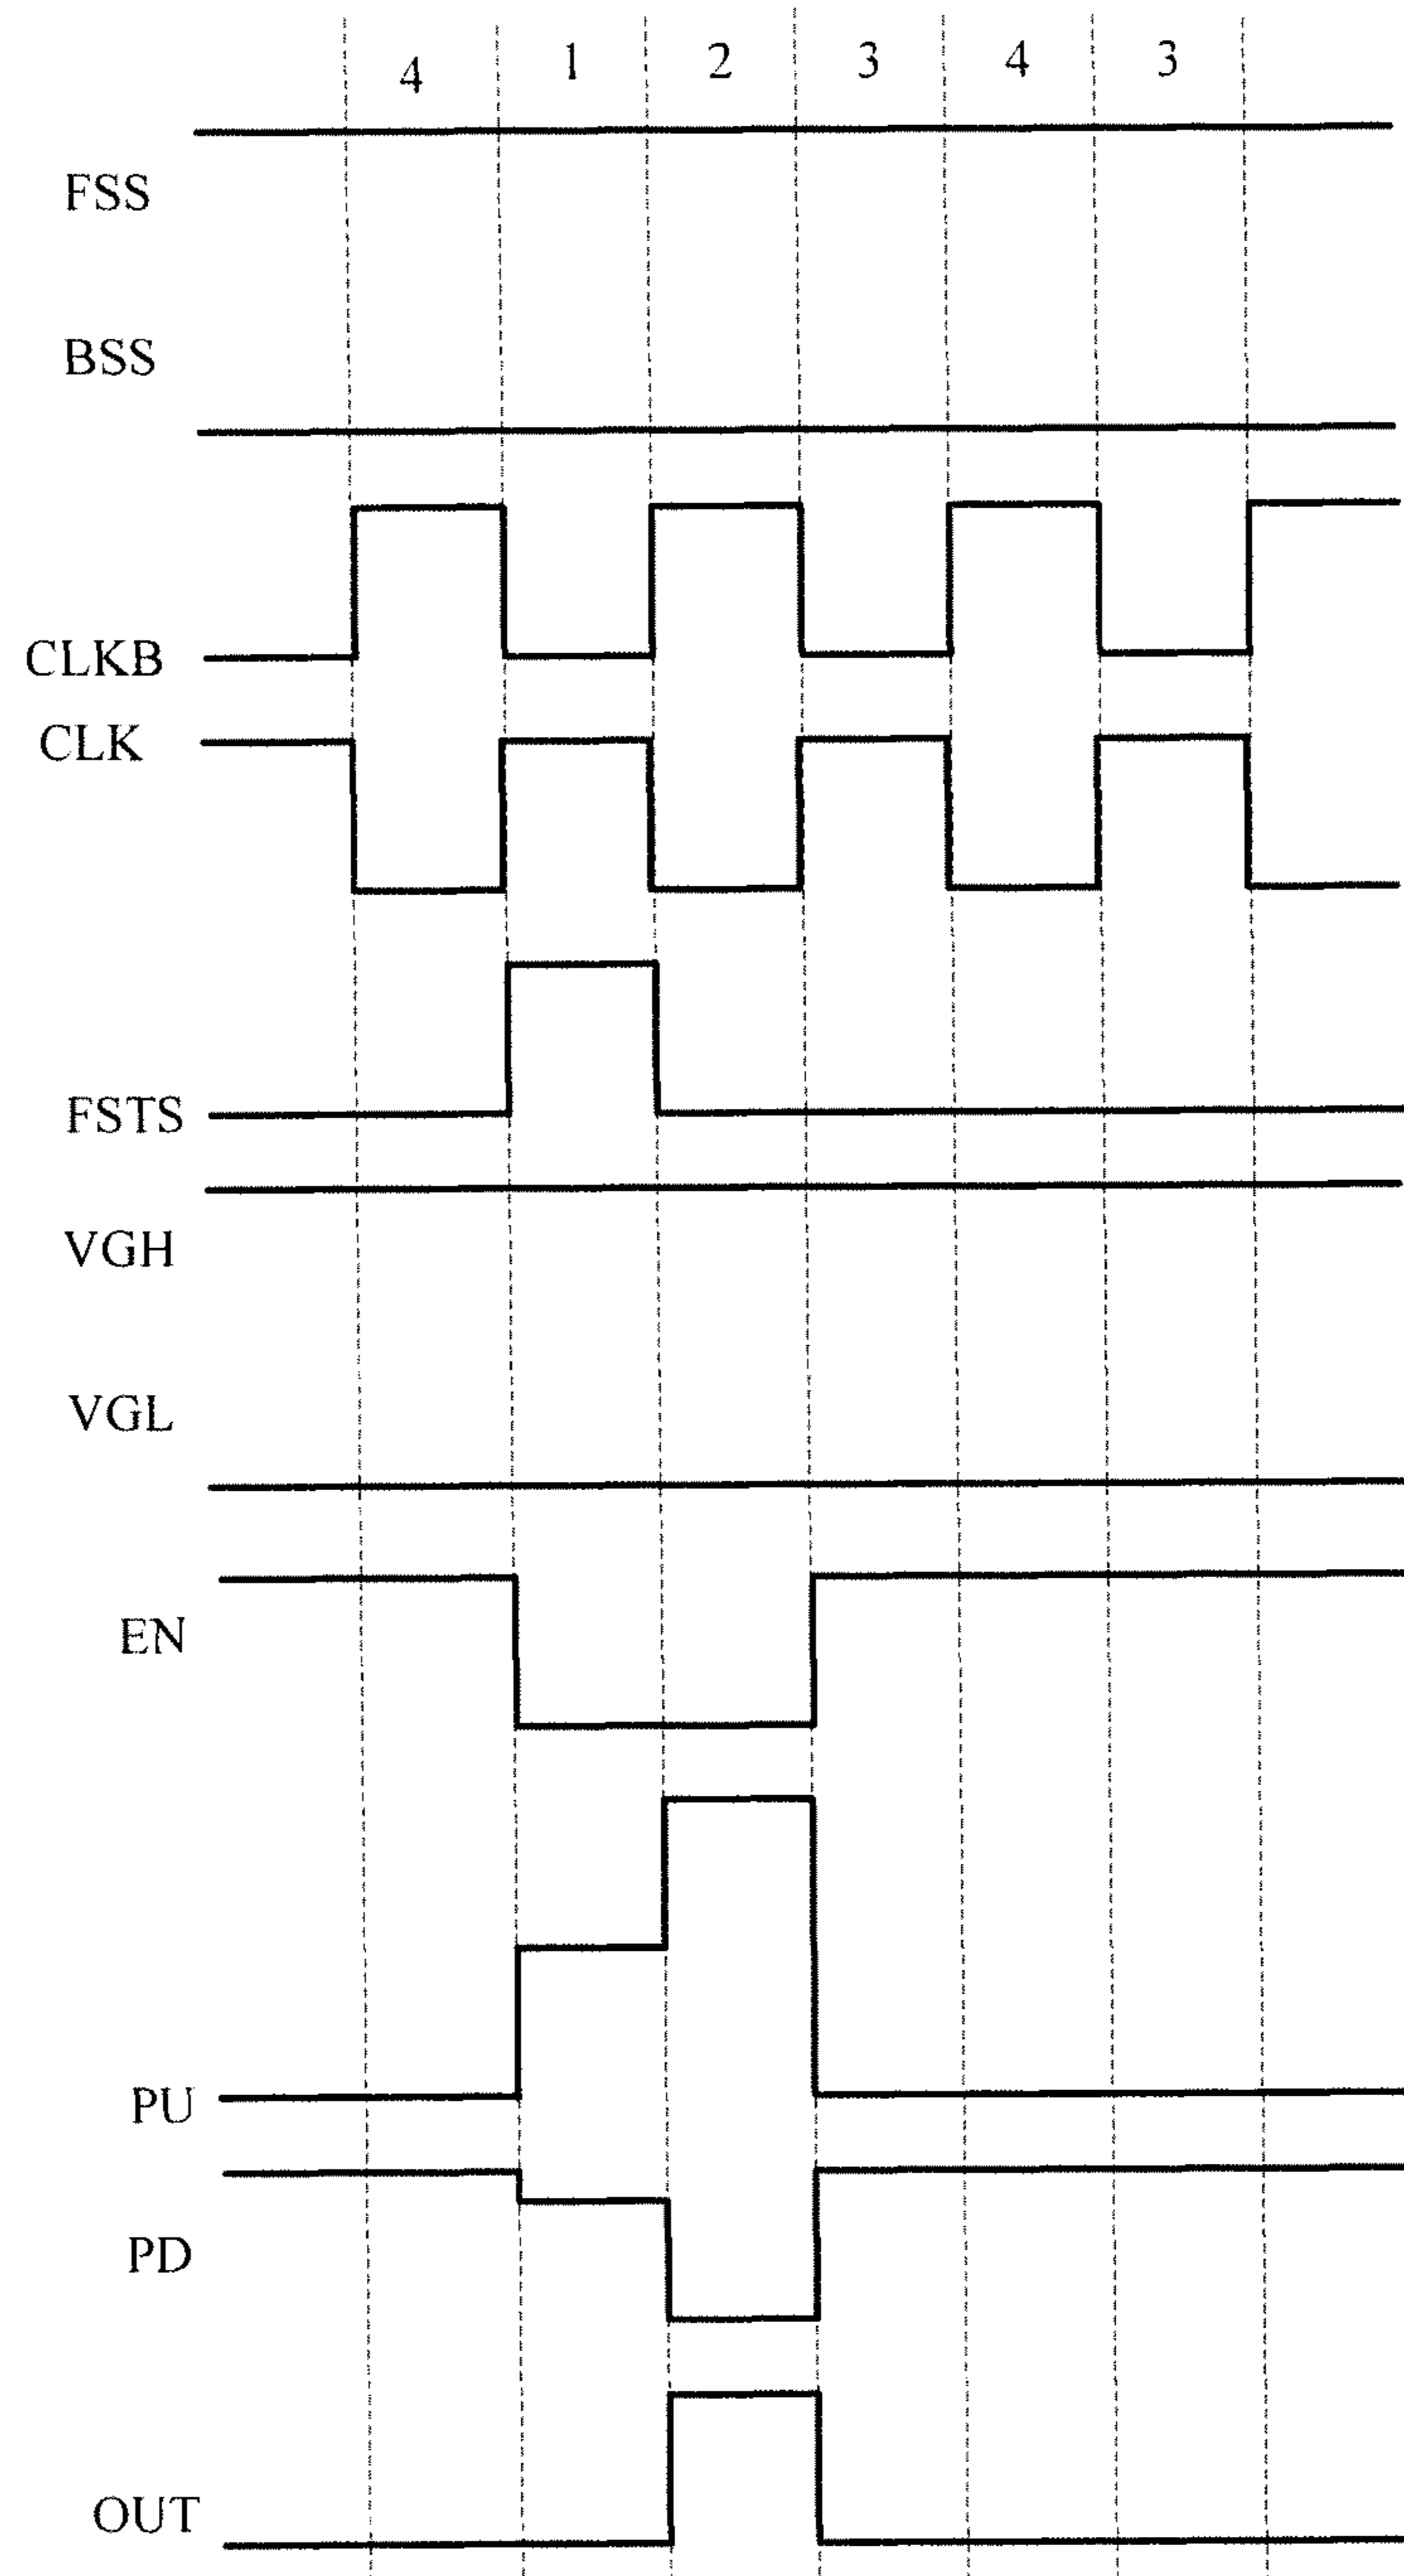 4 1 2 3 4 3
FSS
BSS
CLKB
CLK
FSTS
VGH
VGL
EN
PU
PD
OUT